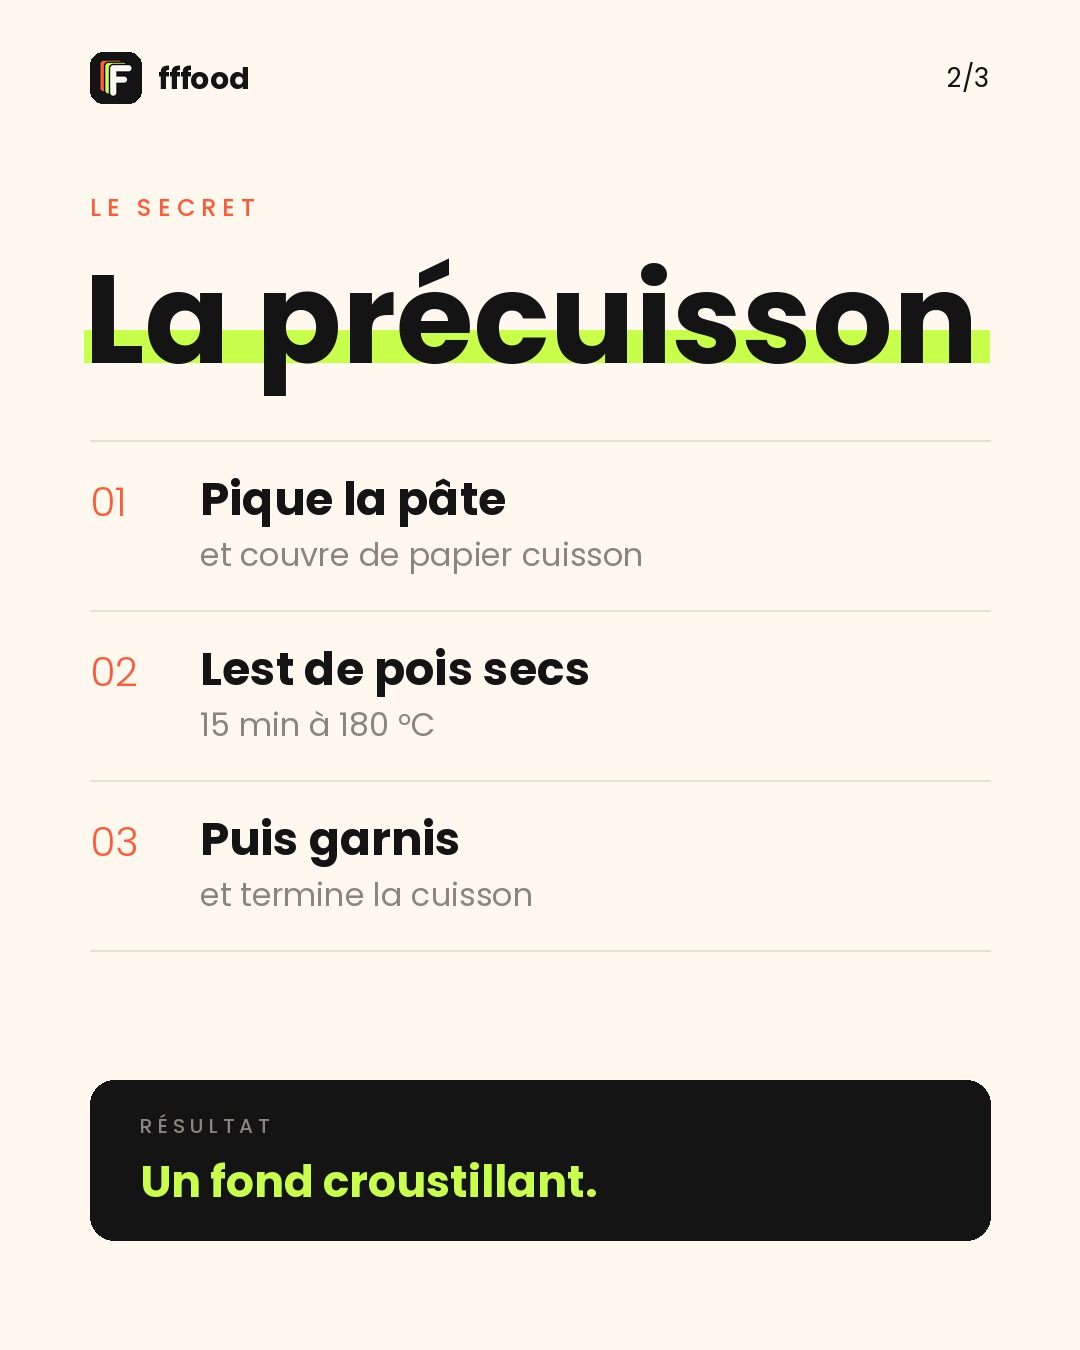 F fffood
2/3
LE SECRET
La précuisson
01 Pique la pâte
et couvre de papier cuisson
02 Lest de pois secs
15 min à 180 °C
03 Puis garnis
et termine la cuisson
RÉSULTAT
Un fond croustillant.